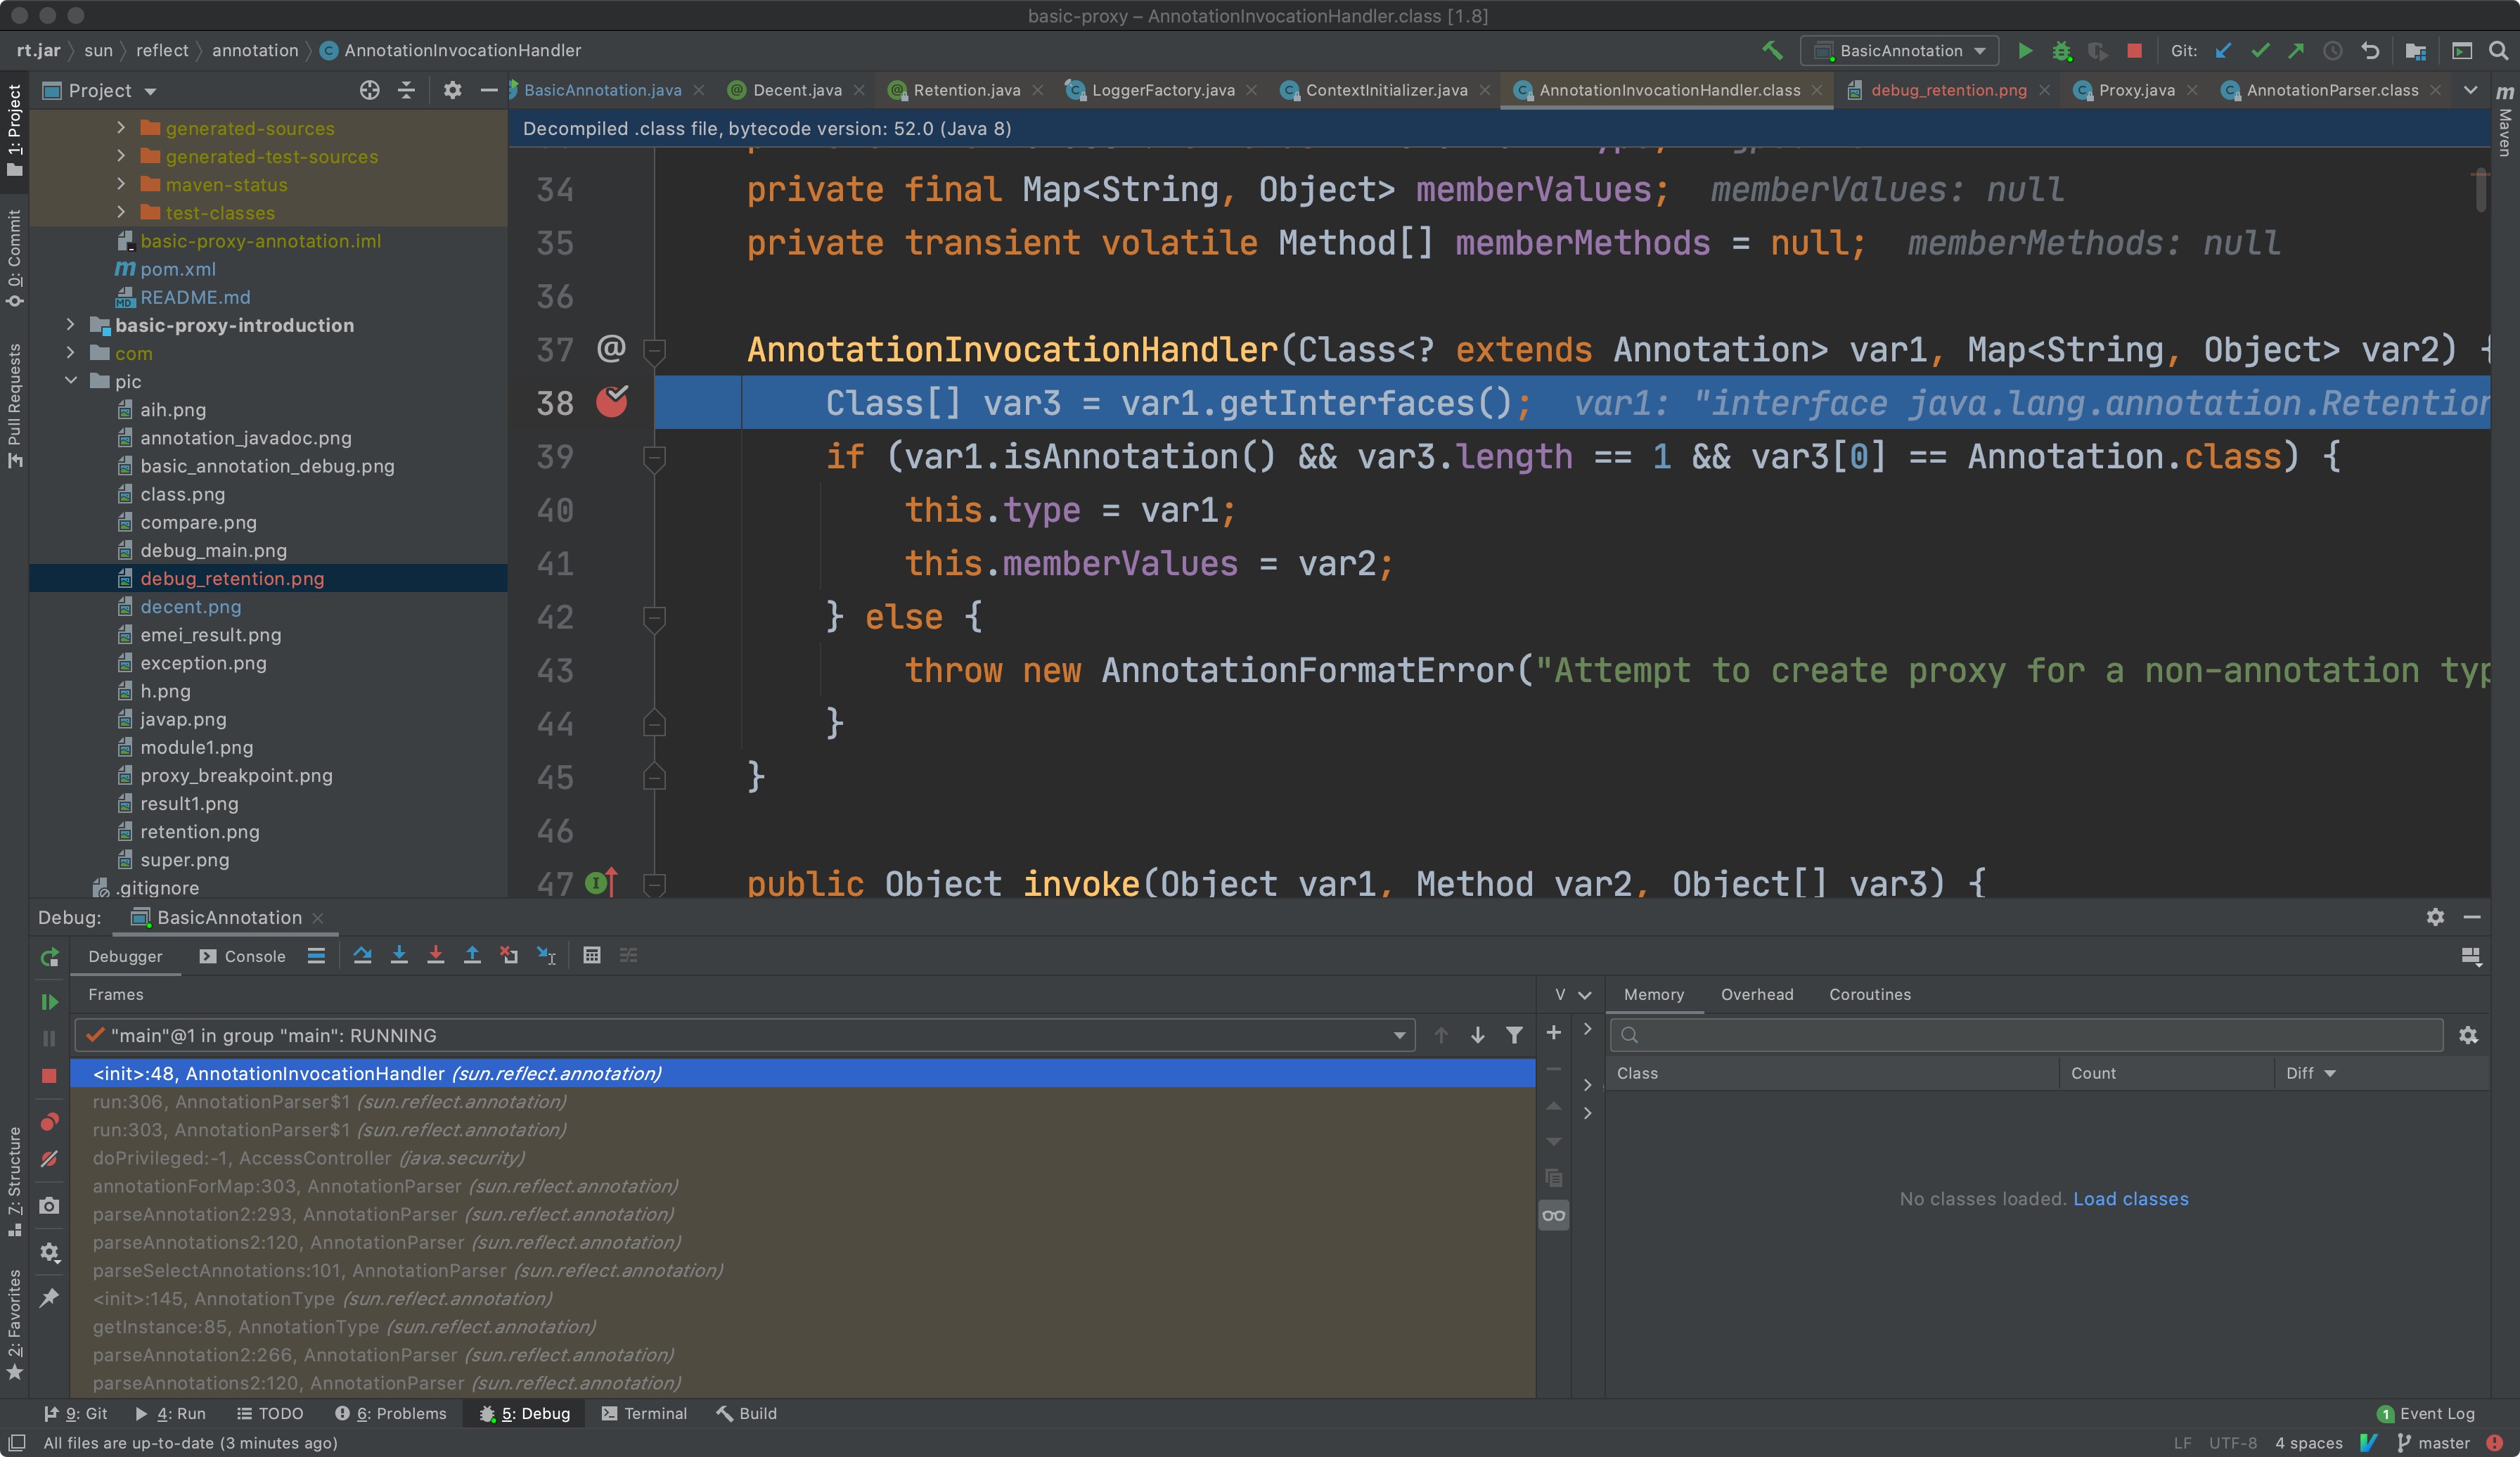 basic-proxy – AnnotationInvocationHandler.class [1.8]
rt.jar sun reflect annotation AnnotationInvocationHandler
BasicAnnotation
Git:
Project
BasicAnnotation.java Decent.java Retention.java LoggerFactory.java ContextInitializer.java AnnotationInvocationHandler.class debug_retention.png Proxy.java AnnotationParser.class
Maven
1: Project
0: Commit
Pull Requests
7: Structure
2: Favorites
generated-sources
generated-test-sources
maven-status
test-classes
basic-proxy-annotation.iml
pom.xml
README.md
basic-proxy-introduction
com
pic
aih.png
annotation_javadoc.png
basic_annotation_debug.png
class.png
compare.png
debug_main.png
debug_retention.png
decent.png
emei_result.png
exception.png
h.png
javap.png
module1.png
proxy_breakpoint.png
result1.png
retention.png
super.png
.gitignore
Decompiled .class file, bytecode version: 52.0 (Java 8)
34 private final Map<String, Object> memberValues; memberValues: null
35 private transient volatile Method[] memberMethods = null; memberMethods: null
36
37 @ AnnotationInvocationHandler(Class<? extends Annotation> var1, Map<String, Object> var2) {
38 Class[] var3 = var1.getInterfaces(); var1: "interface java.lang.annotation.Retention
39 if (var1.isAnnotation() && var3.length == 1 && var3[0] == Annotation.class) {
40 this.type = var1;
41 this.memberValues = var2;
42 } else {
43 throw new AnnotationFormatError("Attempt to create proxy for a non-annotation typ
44 }
45 }
46
47 public Object invoke(Object var1, Method var2, Object[] var3) {
Debug: BasicAnnotation
Debugger Console
Frames
"main"@1 in group "main": RUNNING
<init>:48, AnnotationInvocationHandler (sun.reflect.annotation)
run:306, AnnotationParser$1 (sun.reflect.annotation)
run:303, AnnotationParser$1 (sun.reflect.annotation)
doPrivileged:-1, AccessController (java.security)
annotationForMap:303, AnnotationParser (sun.reflect.annotation)
parseAnnotation2:293, AnnotationParser (sun.reflect.annotation)
parseAnnotations2:120, AnnotationParser (sun.reflect.annotation)
parseSelectAnnotations:101, AnnotationParser (sun.reflect.annotation)
<init>:145, AnnotationType (sun.reflect.annotation)
getInstance:85, AnnotationType (sun.reflect.annotation)
parseAnnotation2:266, AnnotationParser (sun.reflect.annotation)
parseAnnotations2:120, AnnotationParser (sun.reflect.annotation)
V
Memory Overhead Coroutines
Class Count Diff
No classes loaded. Load classes
9: Git 4: Run TODO 6: Problems 5: Debug Terminal Build
1 Event Log
All files are up-to-date (3 minutes ago)
LF UTF-8 4 spaces master